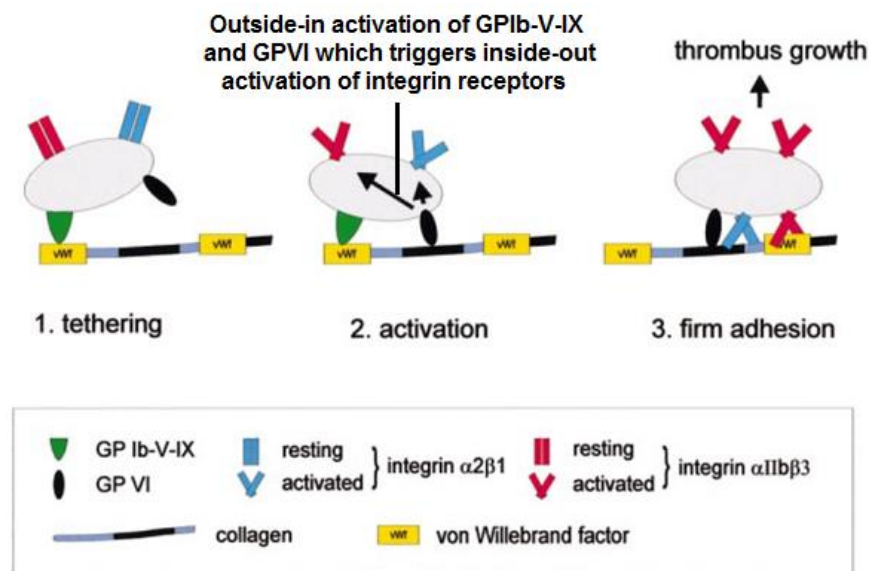 Outside-in activation of GPIb-V-IX
and GPVI which triggers inside-out
activation of integrin receptors
thrombus growth
vWf
vWf
vWf
vWf
vWf
vWf
1. tethering
2. activation
3. firm adhesion
GP Ib-V-IX
resting
resting
GP VI
activated
integrin α2β1
activated
integrin αIIbβ3
collagen
vWf
von Willebrand factor